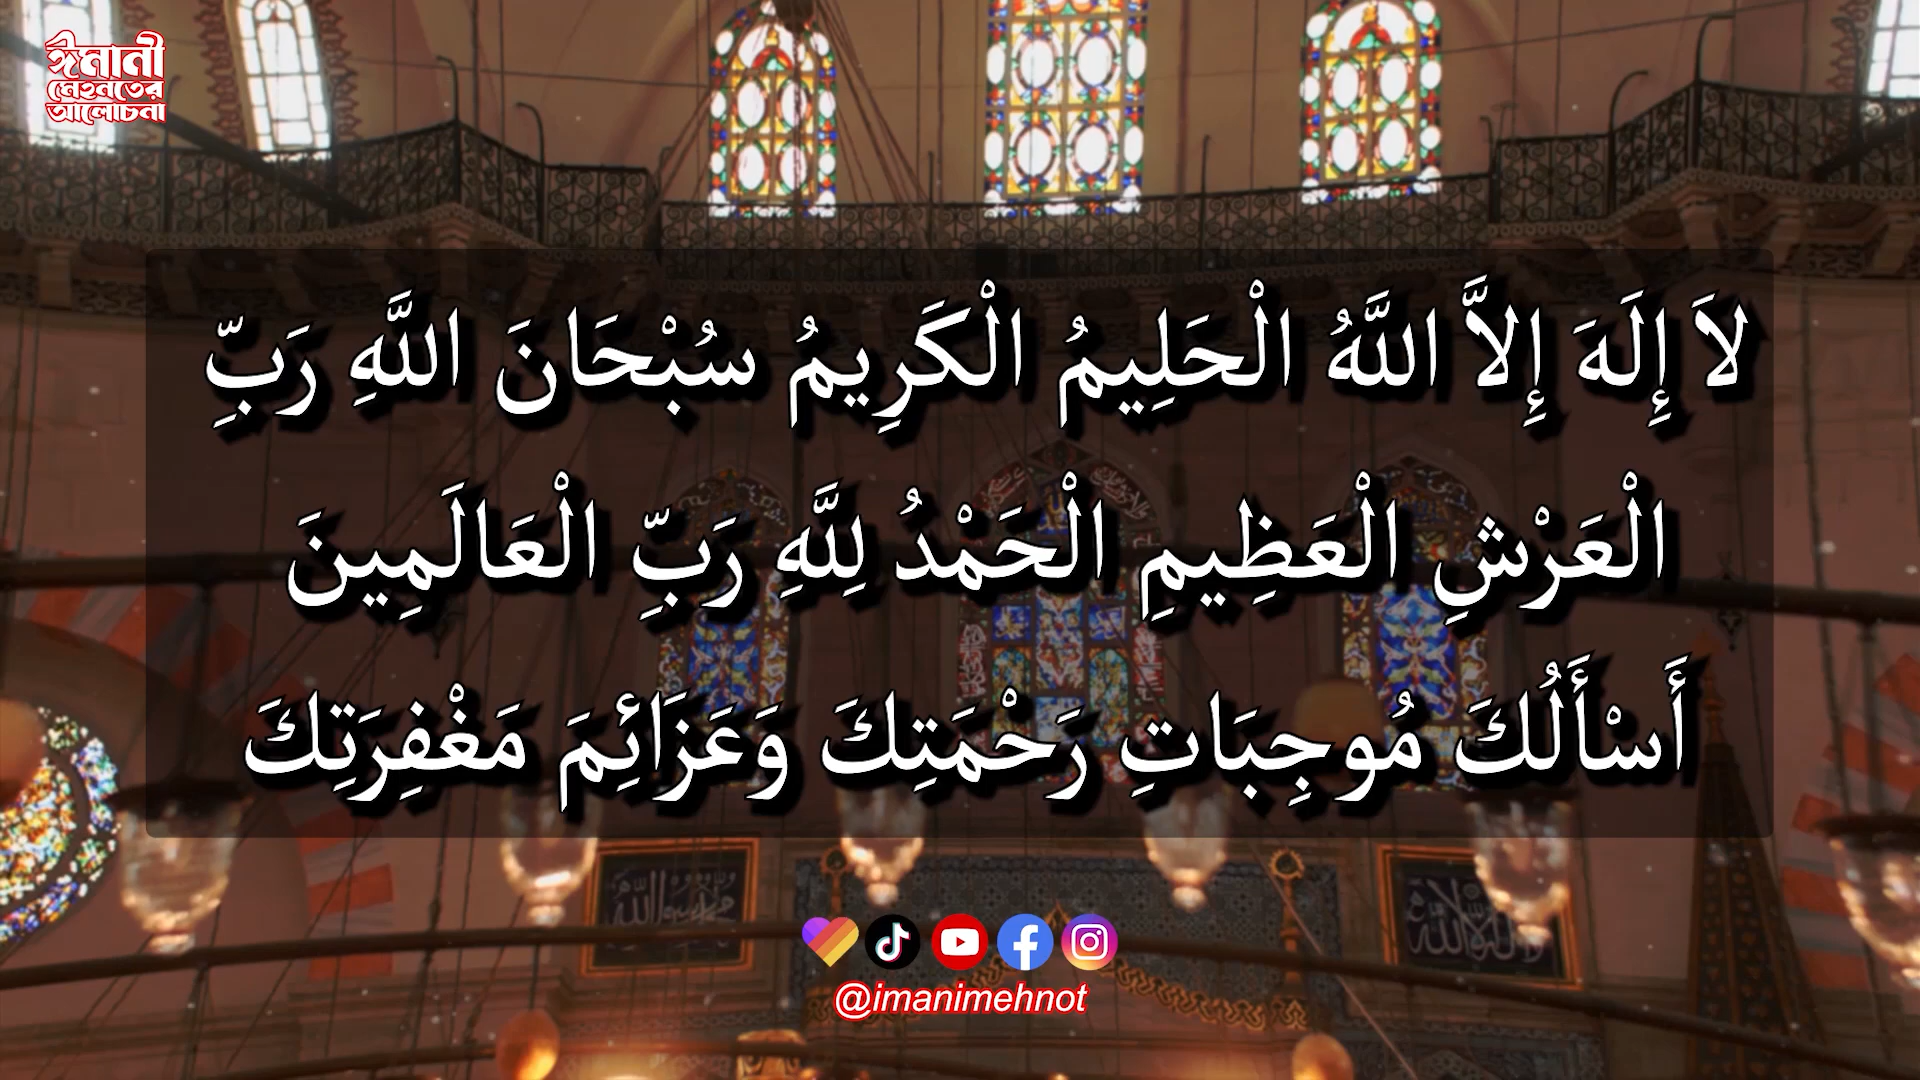 ঈমানী
মেহনতের
আলোচনা
لاَ إِلَهَ إِلاَّ اللَّهُ الْحَلِيمُ الْكَرِيمُ سُبْحَانَ اللَّهِ رَبِّ
الْعَرْشِ الْعَظِيمِ الْحَمْدُ لِلَّهِ رَبِّ الْعَالَمِينَ
أَسْأَلُكَ مُوجِبَاتِ رَحْمَتِكَ وَعَزَائِمَ مَغْفِرَتِكَ
@imanimehnot